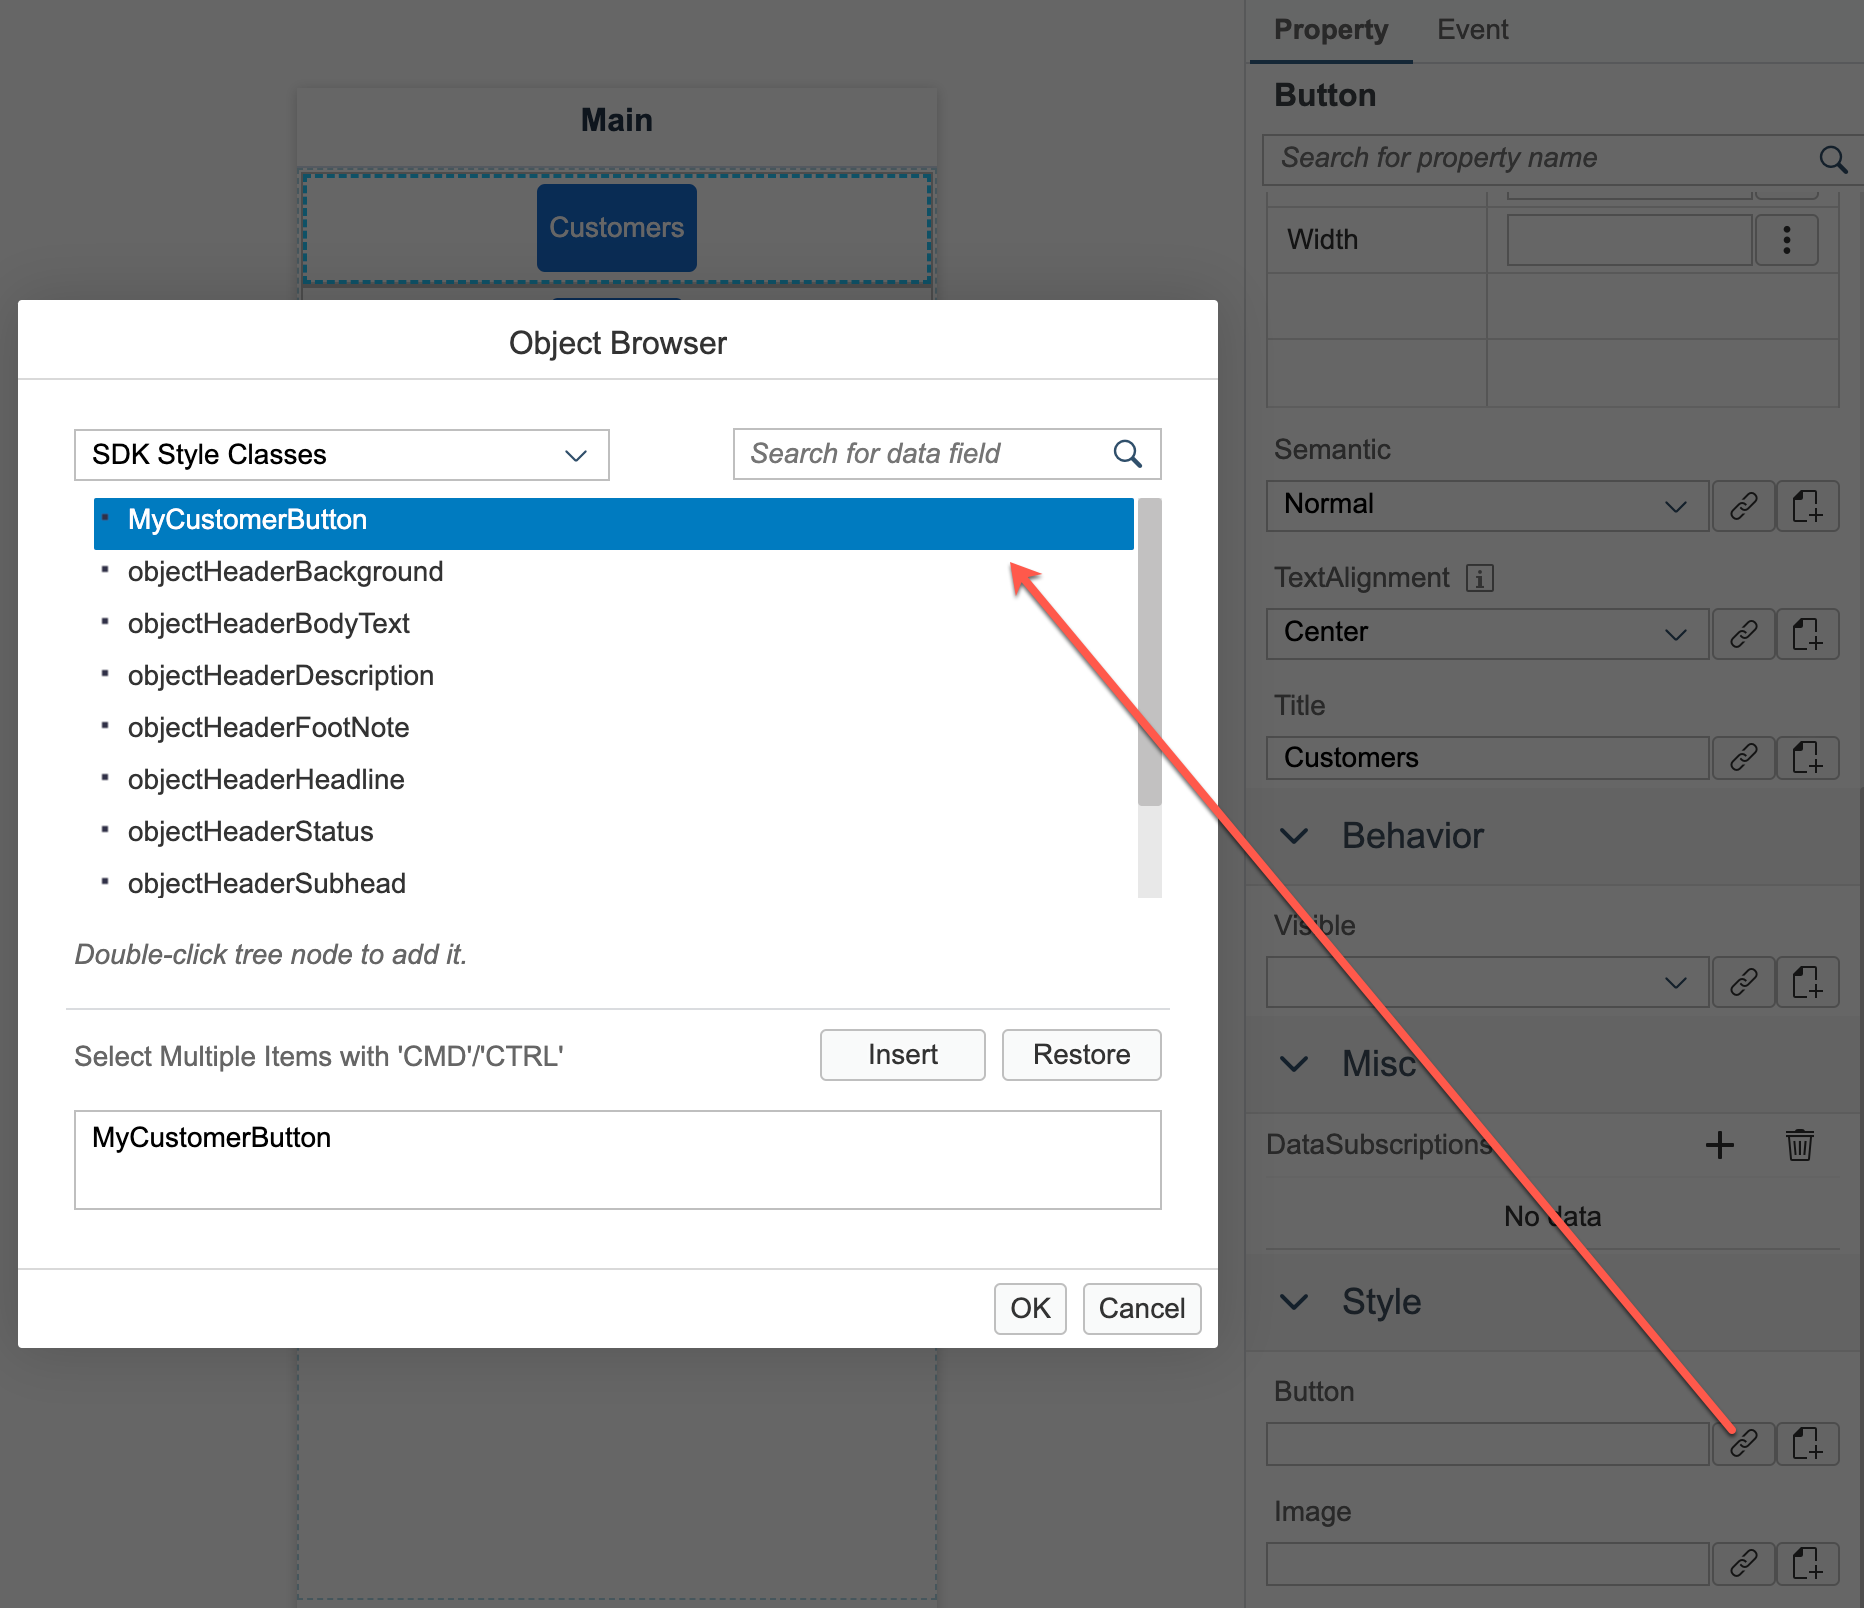 Property Event
Button
Search for property name
Width
Main
Customers
Object Browser
SDK Style Classes
Search for data field
MyCustomerButton
objectHeaderBackground
objectHeaderBodyText
objectHeaderDescription
objectHeaderFootNote
objectHeaderHeadline
objectHeaderStatus
objectHeaderSubhead
Double-click tree node to add it.
Select Multiple Items with 'CMD'/'CTRL'
Insert Restore
MyCustomerButton
OK Cancel
Semantic
Normal
TextAlignment i
Center
Title
Customers
Behavior
Visible
Misc
DataSubscriptions
No data
Style
Button
Image